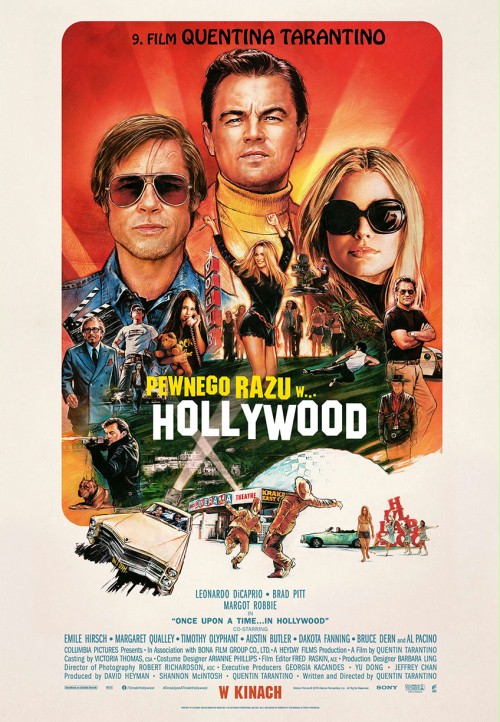 9. FILM QUENTINA TARANTINO
PEWNEGO RAZU W...
HOLLYWOOD
THEATRE
KRAKE
LEONARDO DiCAPRIO • BRAD PITT
MARGOT ROBBIE
IN
"ONCE UPON A TIME...IN HOLLYWOOD"
CO-STARRING
EMILE HIRSCH • MARGARET QUALLEY • TIMOTHY OLYPHANT • AUSTIN BUTLER • DAKOTA FANNING • BRUCE DERN and AL PACINO
COLUMBIA PICTURES Presents • In Association with BONA FILM GROUP CO., LTD. • A HEYDAY FILMS Production • A Film by QUENTIN TARANTINO
Casting by VICTORIA THOMAS, CSA • Costume Designer ARIANNE PHILLIPS • Film Editor FRED RASKIN, ACE • Production Designer BARBARA LING
Director of Photography ROBERT RICHARDSON, ASC • Executive Producers GEORGIA KACANDES • YU DONG • JEFFREY CHAN
Produced by DAVID HEYMAN • SHANNON McINTOSH • QUENTIN TARANTINO • Written and Directed by QUENTIN TARANTINO
W KINACH
SONY